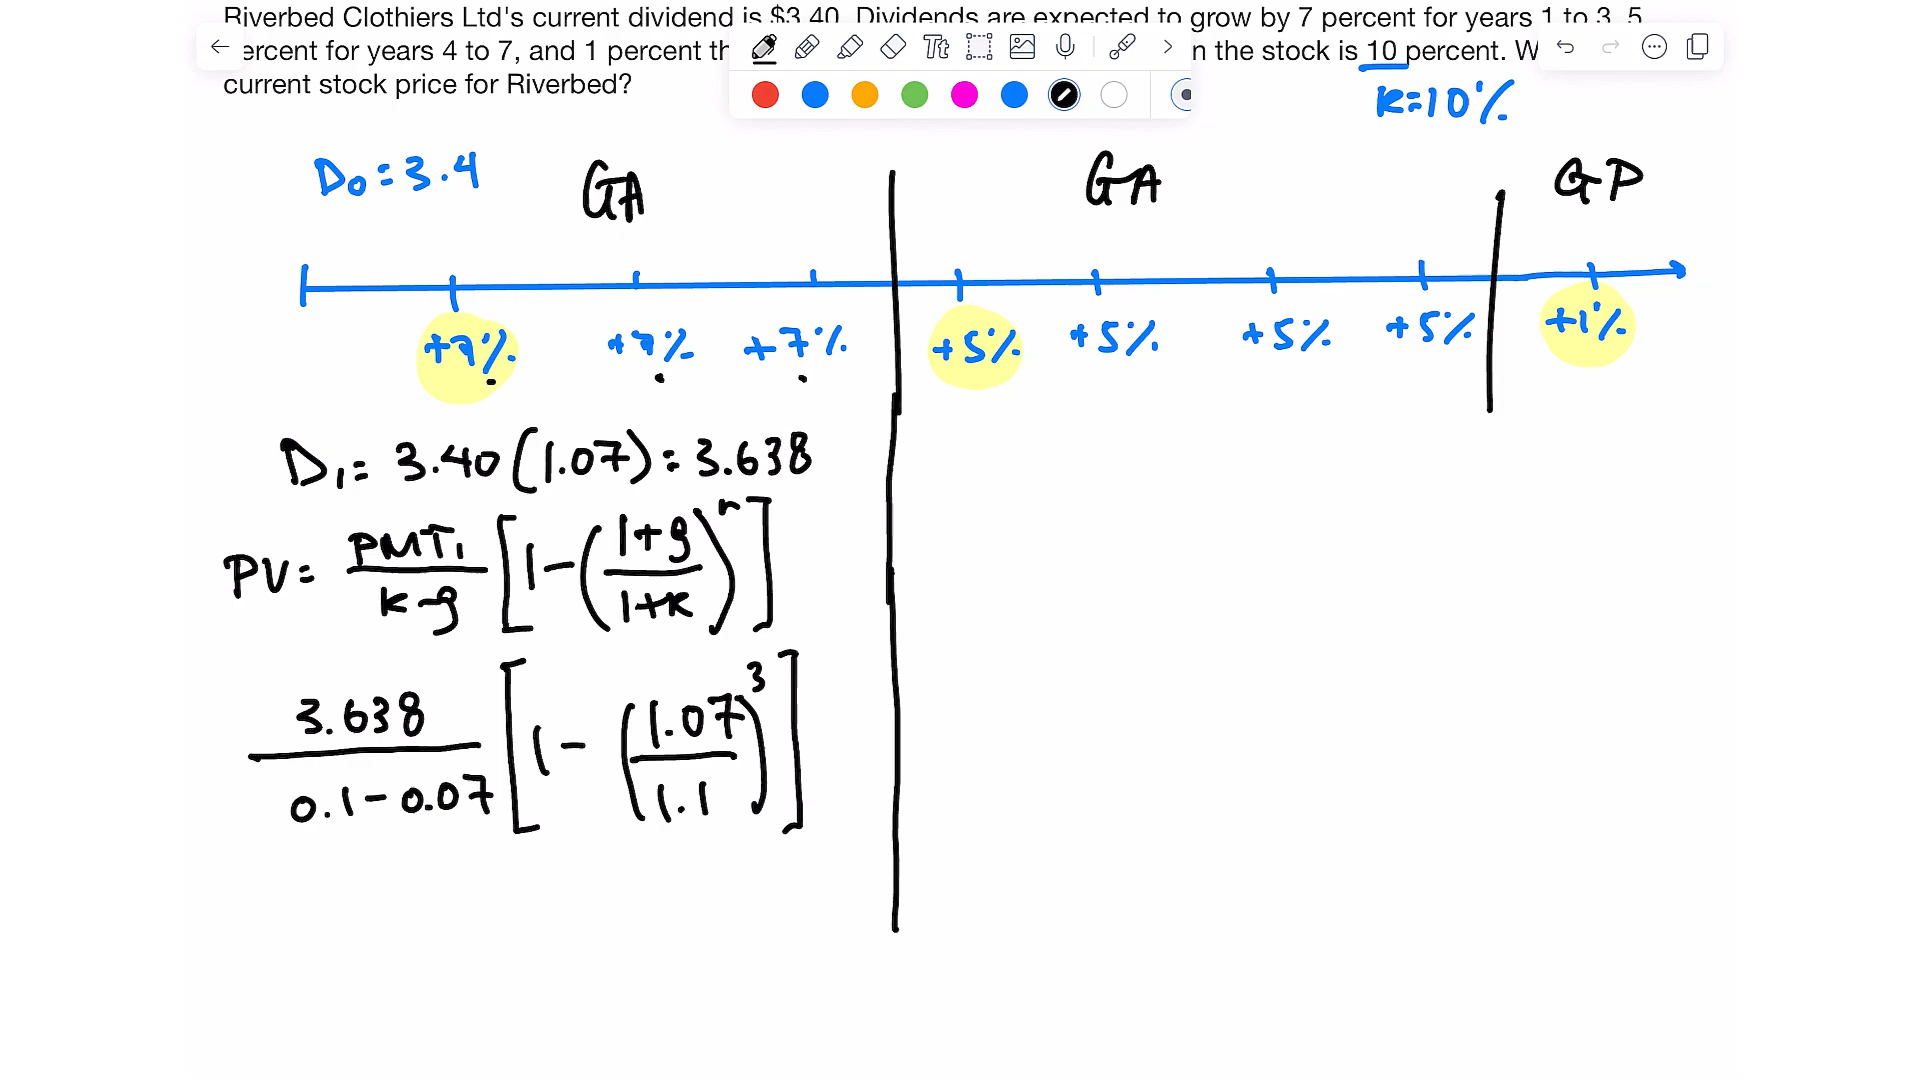 Riverbed Clothiers Ltd's current dividend is $3.40. Dividends are expected to grow by 7 percent for years 1 to 3, 5
ercent for years 4 to 7, and 1 percent th n the stock is 10 percent. W
current stock price for Riverbed?
Tt
K=10%
D₀=3.4
GA
GA
GP
+7% +7% +7% +5% +5% +5% +5% +1%
D₁= 3.40(1.07)=3.638
PV= PMT₁/(k-g) [1-((1+g)/(1+k))ⁿ]
3.638/(0.1-0.07) [1-(1.07/1.1)³]